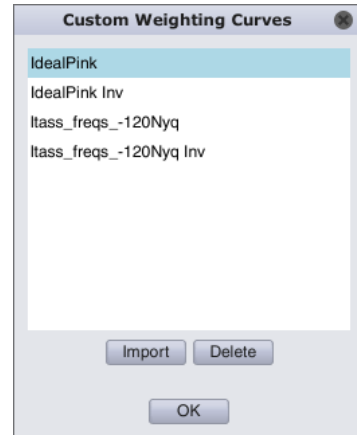 Custom Weighting Curves
IdealPink
IdealPink Inv
ltass_freqs_-120Nyq
ltass_freqs_-120Nyq Inv
Import Delete
OK